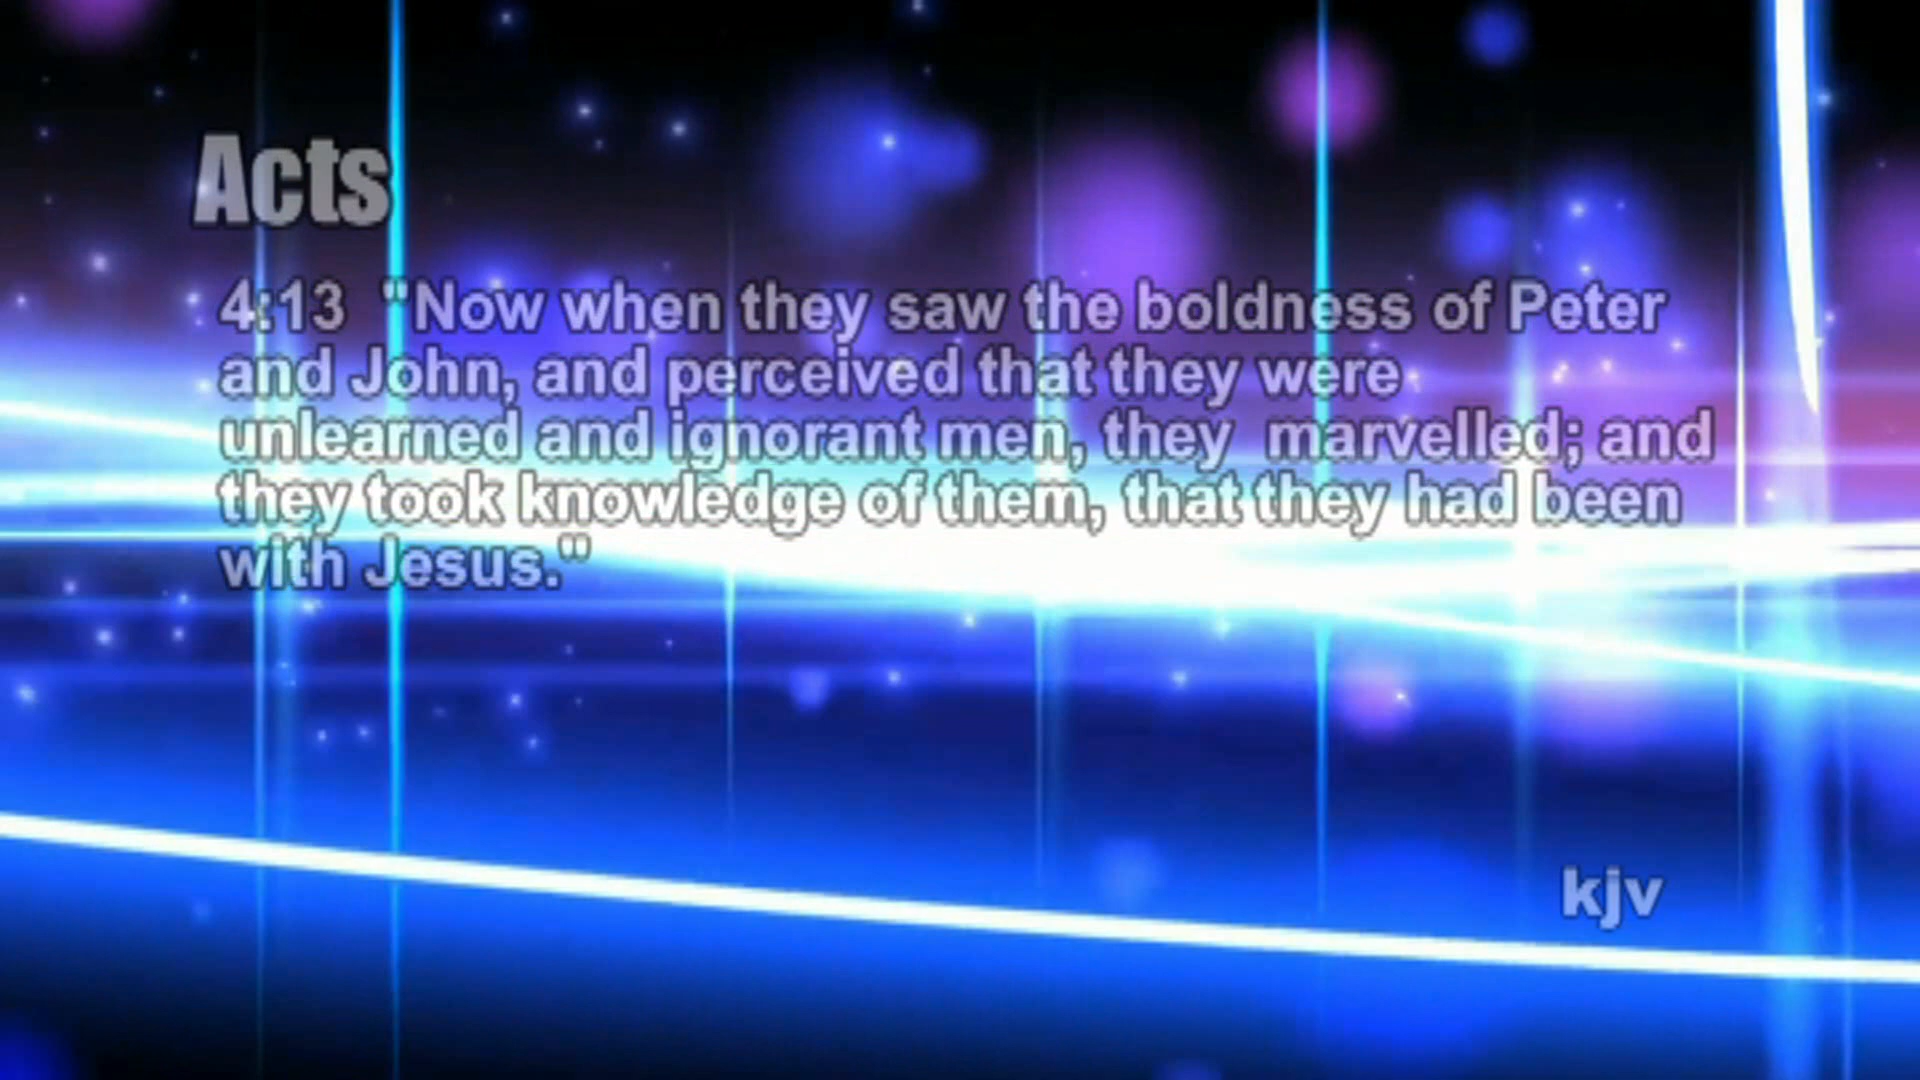 Acts
4:13  "Now when they saw the boldness of Peter
and John, and perceived that they were
unlearned and ignorant men, they  marvelled; and
they took knowledge of them, that they had been
with Jesus."
kjv